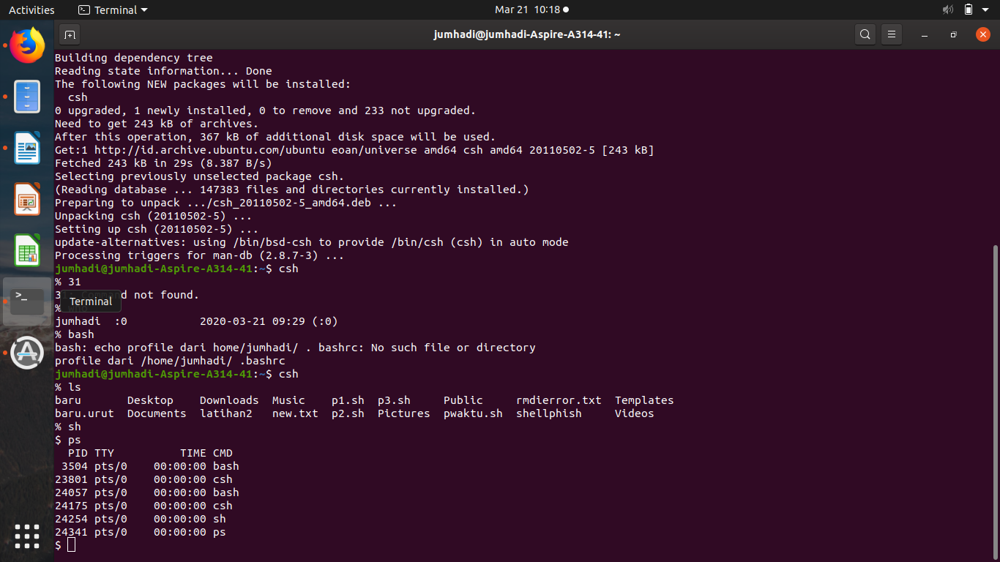 Activities Terminal Mar 21 10:18
jumhadi@jumhadi-Aspire-A314-41: ~
Building dependency tree
Reading state information... Done
The following NEW packages will be installed:
  csh
0 upgraded, 1 newly installed, 0 to remove and 233 not upgraded.
Need to get 243 kB of archives.
After this operation, 367 kB of additional disk space will be used.
Get:1 http://id.archive.ubuntu.com/ubuntu eoan/universe amd64 csh amd64 20110502-5 [243 kB]
Fetched 243 kB in 29s (8.387 B/s)
Selecting previously unselected package csh.
(Reading database ... 147383 files and directories currently installed.)
Preparing to unpack .../csh_20110502-5_amd64.deb ...
Unpacking csh (20110502-5) ...
Setting up csh (20110502-5) ...
update-alternatives: using /bin/bsd-csh to provide /bin/csh (csh) in auto mode
Processing triggers for man-db (2.8.7-3) ...
jumhadi@jumhadi-Aspire-A314-41:~$ csh
% 31
31: Command not found.
Terminal
% who
jumhadi  :0           2020-03-21 09:29 (:0)
% bash
bash: echo profile dari home/jumhadi/ . bashrc: No such file or directory
profile dari /home/jumhadi/ .bashrc
jumhadi@jumhadi-Aspire-A314-41:~$ csh
% ls
baru       Desktop    Downloads  Music    p1.sh  p3.sh     Public     rmdierror.txt  Templates
baru.urut  Documents  latihan2   new.txt  p2.sh  Pictures  pwaktu.sh  shellphish     Videos
% sh
$ ps
  PID TTY          TIME CMD
 3504 pts/0    00:00:00 bash
23801 pts/0    00:00:00 csh
24057 pts/0    00:00:00 bash
24175 pts/0    00:00:00 csh
24254 pts/0    00:00:00 sh
24341 pts/0    00:00:00 ps
$